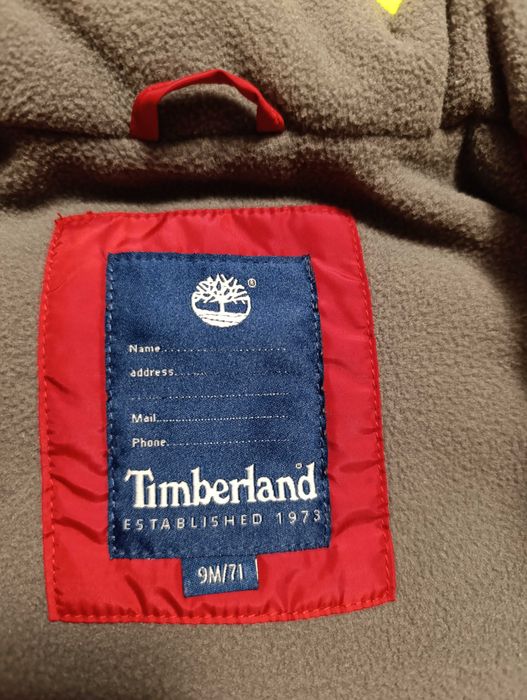 ®
Name........................
address......
........................
Mail........................
Phone........................
Timberland
ESTABLISHED 1973
9M/71